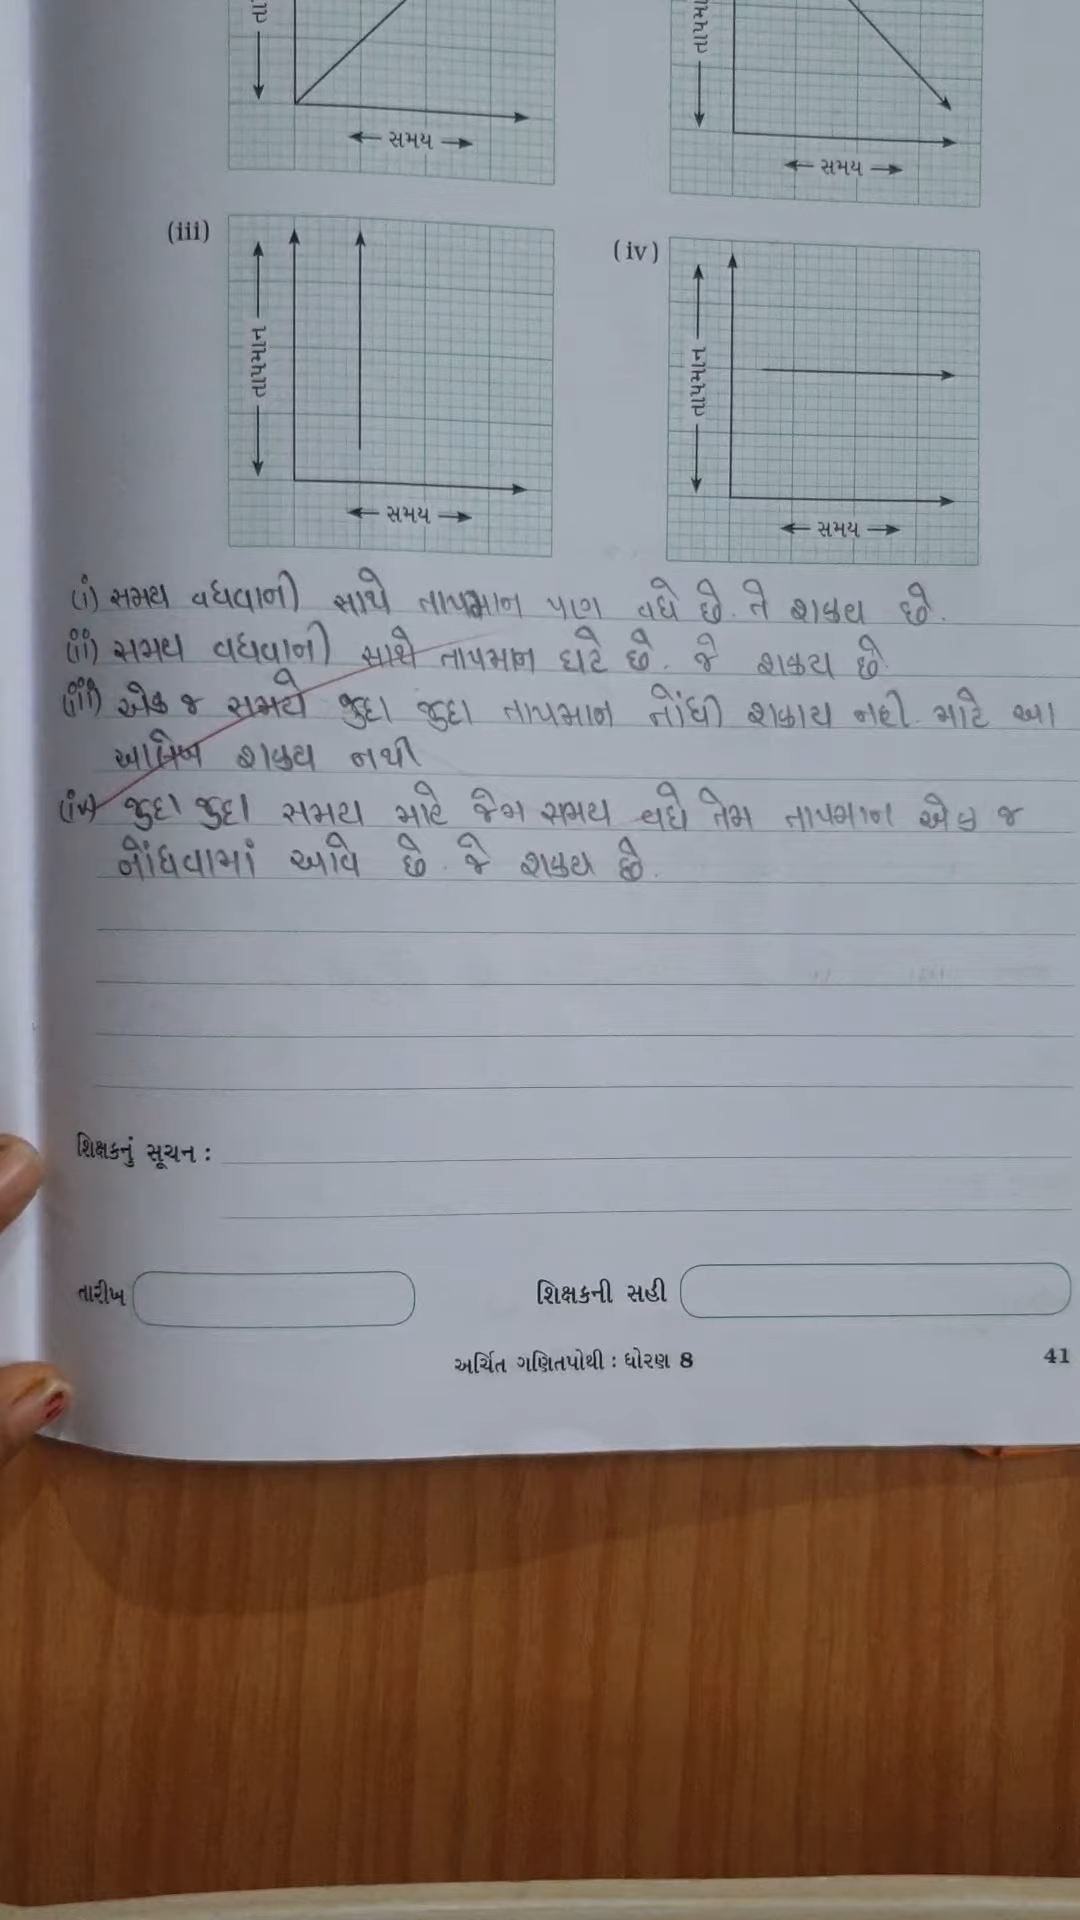 ← સમય →
← સમય →
(iii)
(iv)
← તાપમાન →
← તાપમાન →
← સમય →
← સમય →
(i) સમય વધવાની સાથે તાપમાન પણ વધે છે. તે શક્ય છે.
(ii) સમય વધવાની સાથે તાપમાન ઘટે છે. જે શક્ય છે
(iii) એક જ સમયે જુદા જુદા તાપમાન નોંધી શકાય નહી. માટે આ
આલેખ શક્ય નથી
(iv) જુદા જુદા સમય માટે જેમ સમય વધે તેમ તાપમાન એક જ
નોંધવામાં આવે છે. જે શક્ય છે.
શિક્ષકનું સૂચન :
તારીખ
શિક્ષકની સહી
અર્ચિત ગણિતપોથી : ધોરણ 8
41